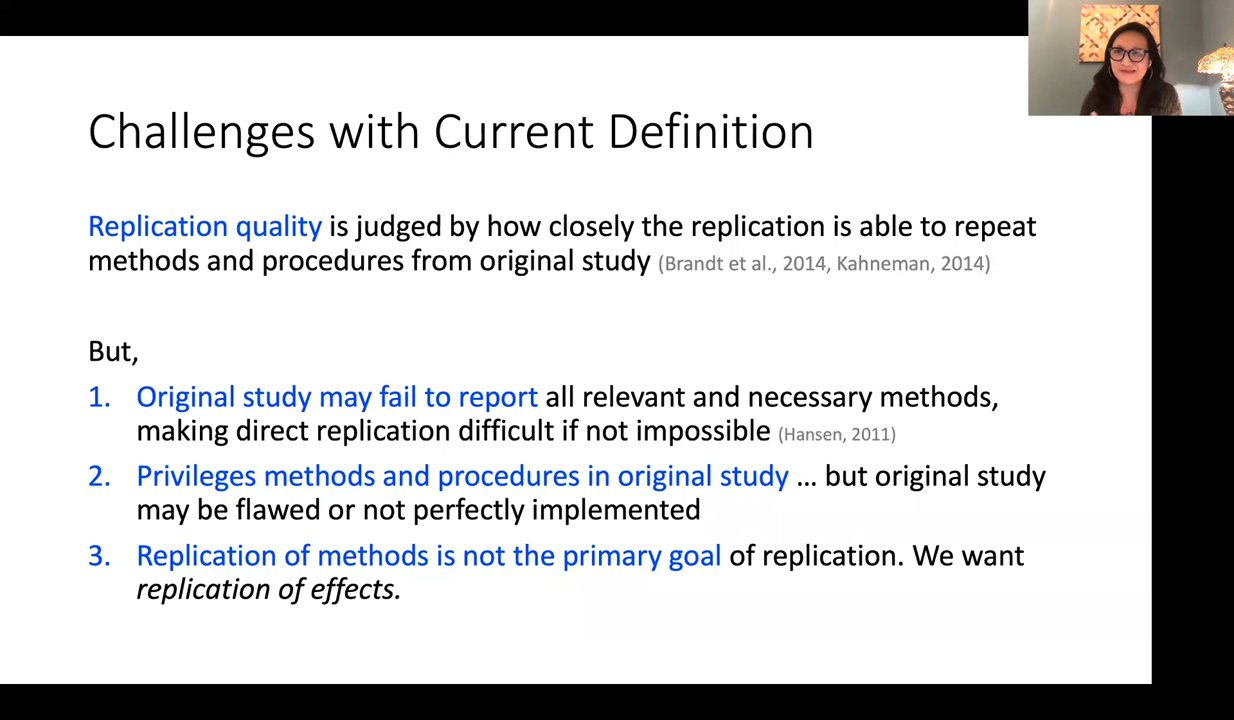 Challenges with Current Definition
Replication quality is judged by how closely the replication is able to repeat
methods and procedures from original study (Brandt et al., 2014, Kahneman, 2014)
But,
1. Original study may fail to report all relevant and necessary methods,
making direct replication difficult if not impossible (Hansen, 2011)
2. Privileges methods and procedures in original study ... but original study
may be flawed or not perfectly implemented
3. Replication of methods is not the primary goal of replication. We want
replication of effects.